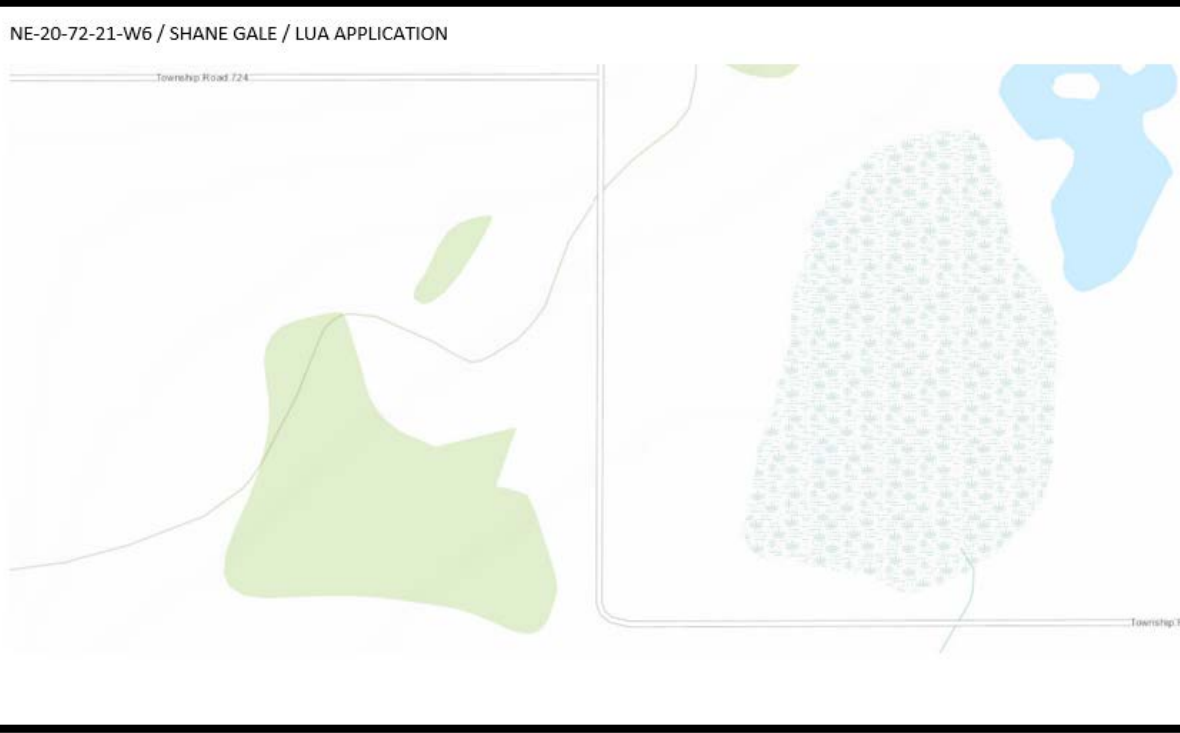 NE-20-72-21-W6 / SHANE GALE / LUA APPLICATION
Township Road 724
Township